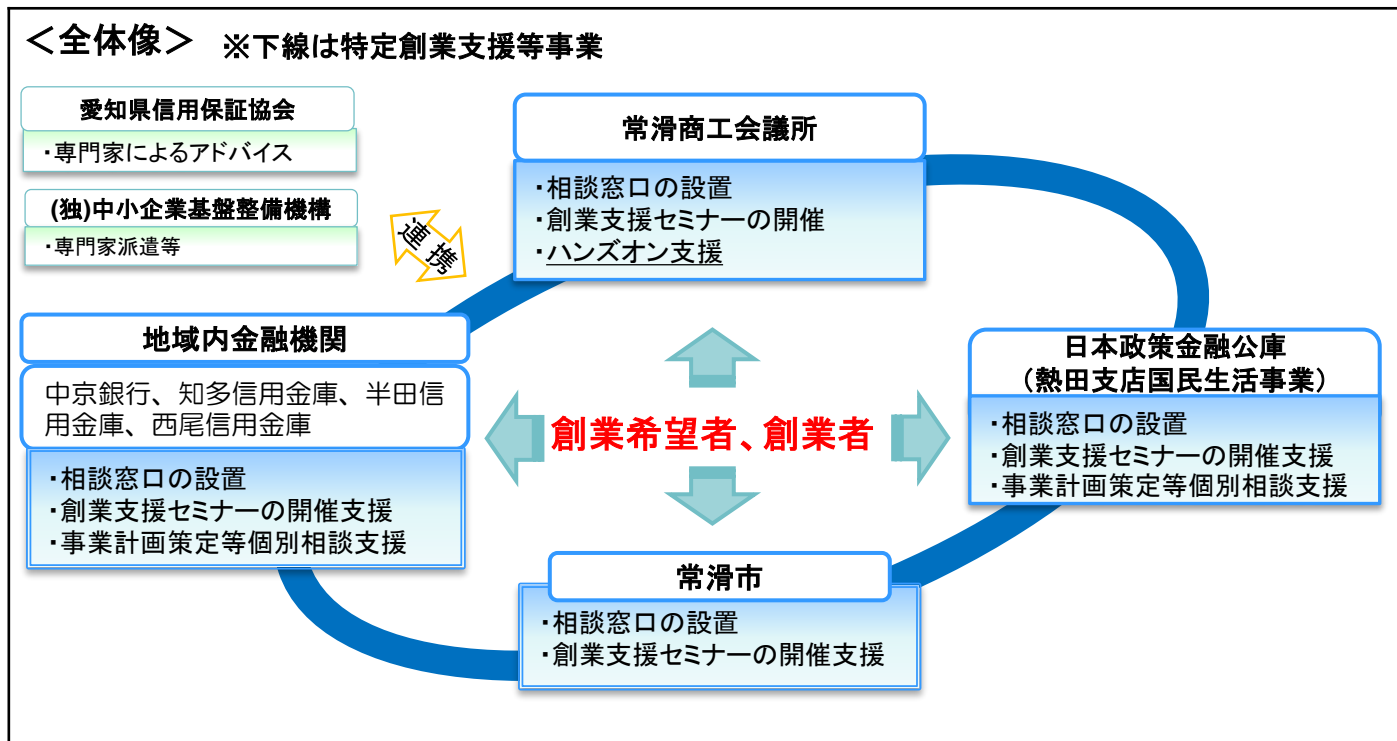 ＜全体像＞ ※下線は特定創業支援等事業
愛知県信用保証協会
・専門家によるアドバイス
(独)中小企業基盤整備機構
・専門家派遣等
連携
常滑商工会議所
・相談窓口の設置
・創業支援セミナーの開催
・ハンズオン支援
地域内金融機関
中京銀行、知多信用金庫、半田信
用金庫、西尾信用金庫
・相談窓口の設置
・創業支援セミナーの開催支援
・事業計画策定等個別相談支援
創業希望者、創業者
日本政策金融公庫
（熱田支店国民生活事業）
・相談窓口の設置
・創業支援セミナーの開催支援
・事業計画策定等個別相談支援
常滑市
・相談窓口の設置
・創業支援セミナーの開催支援